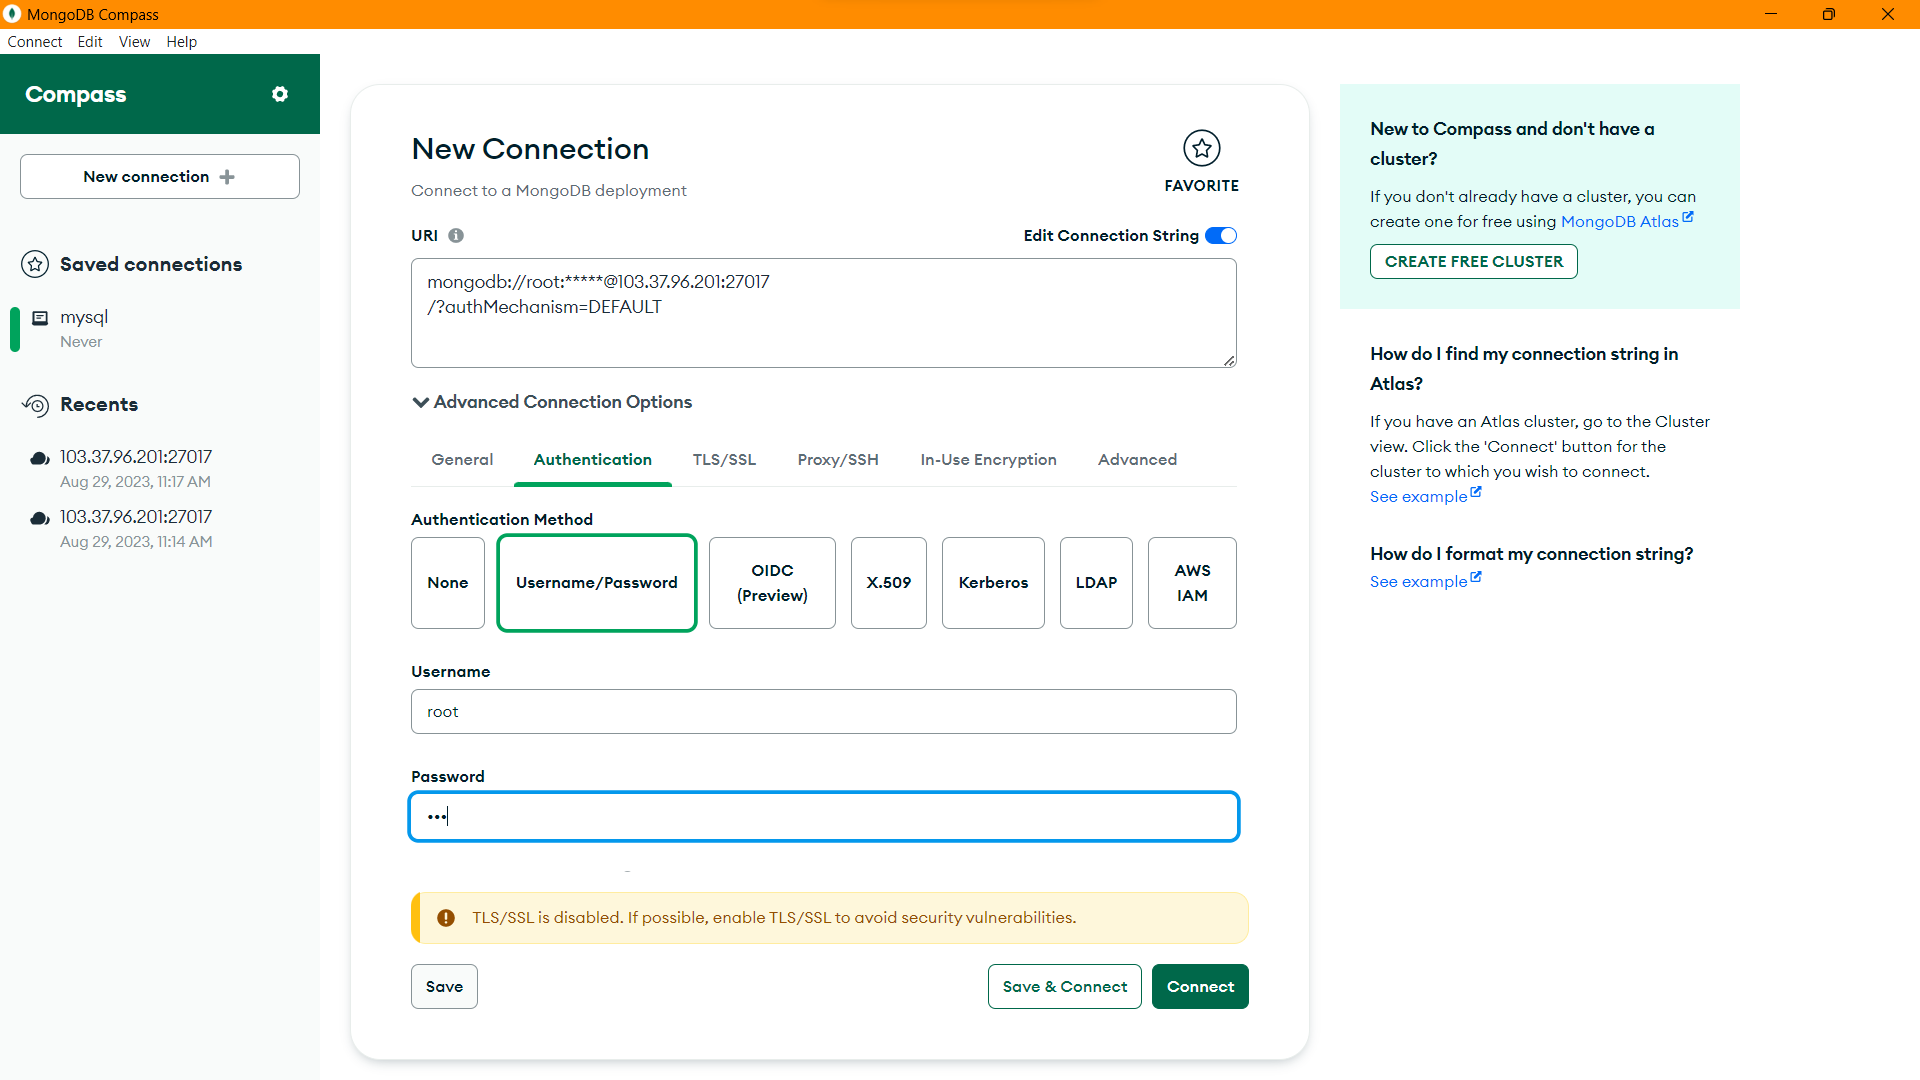 MongoDB Compass
Connect Edit View Help
Compass
New connection
Saved connections
mysql
Never
Recents
103.37.96.201:27017
Aug 29, 2023, 11:17 AM
103.37.96.201:27017
Aug 29, 2023, 11:14 AM
New Connection
Connect to a MongoDB deployment
FAVORITE
URI
Edit Connection String
mongodb://root:*****@103.37.96.201:27017
/?authMechanism=DEFAULT
Advanced Connection Options
General Authentication TLS/SSL Proxy/SSH In-Use Encryption Advanced
Authentication Method
None
Username/Password
OIDC
(Preview)
X.509
Kerberos
LDAP
AWS
IAM
Username
root
Password
•••
TLS/SSL is disabled. If possible, enable TLS/SSL to avoid security vulnerabilities.
Save
Save & Connect
Connect
New to Compass and don't have a
cluster?
If you don't already have a cluster, you can
create one for free using MongoDB Atlas
CREATE FREE CLUSTER
How do I find my connection string in
Atlas?
If you have an Atlas cluster, go to the Cluster
view. Click the 'Connect' button for the
cluster to which you wish to connect.
See example
How do I format my connection string?
See example